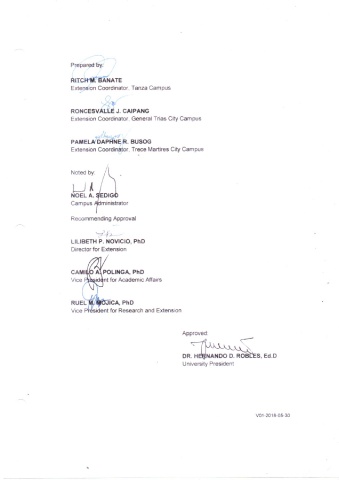 Prepared by:
RITCH M. BANATE
Extension Coordinator, Tanza Campus
RONCESVALLE J. CAIPANG
Extension Coordinator, General Trias City Campus
PAMELA DAPHNE R. BUSOG
Extension Coordinator, Trece Martires City Campus
Noted by:
NOEL A. SEDIGO
Campus Administrator
Recommending Approval
LILIBETH P. NOVICIO, PhD
Director for Extension
CAMILO A. POLINGA, PhD
Vice President for Academic Affairs
RUEL M. MOJICA, PhD
Vice President for Research and Extension
Approved:
DR. HERNANDO D. ROBLES, Ed.D
University President
V01-2018-05-30